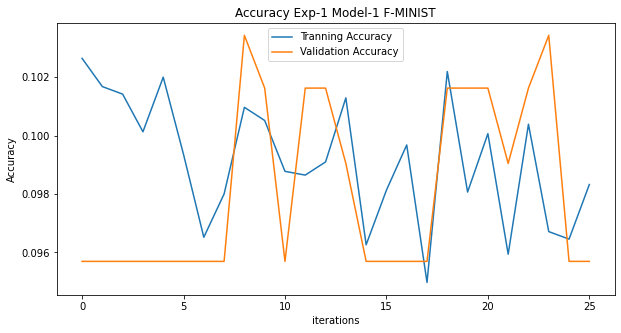 Accuracy Exp-1 Model-1 F-MINIST
Tranning Accuracy
Validation Accuracy
0.102
0.100
0.098
0.096
Accuracy
0 5 10 15 20 25
iterations